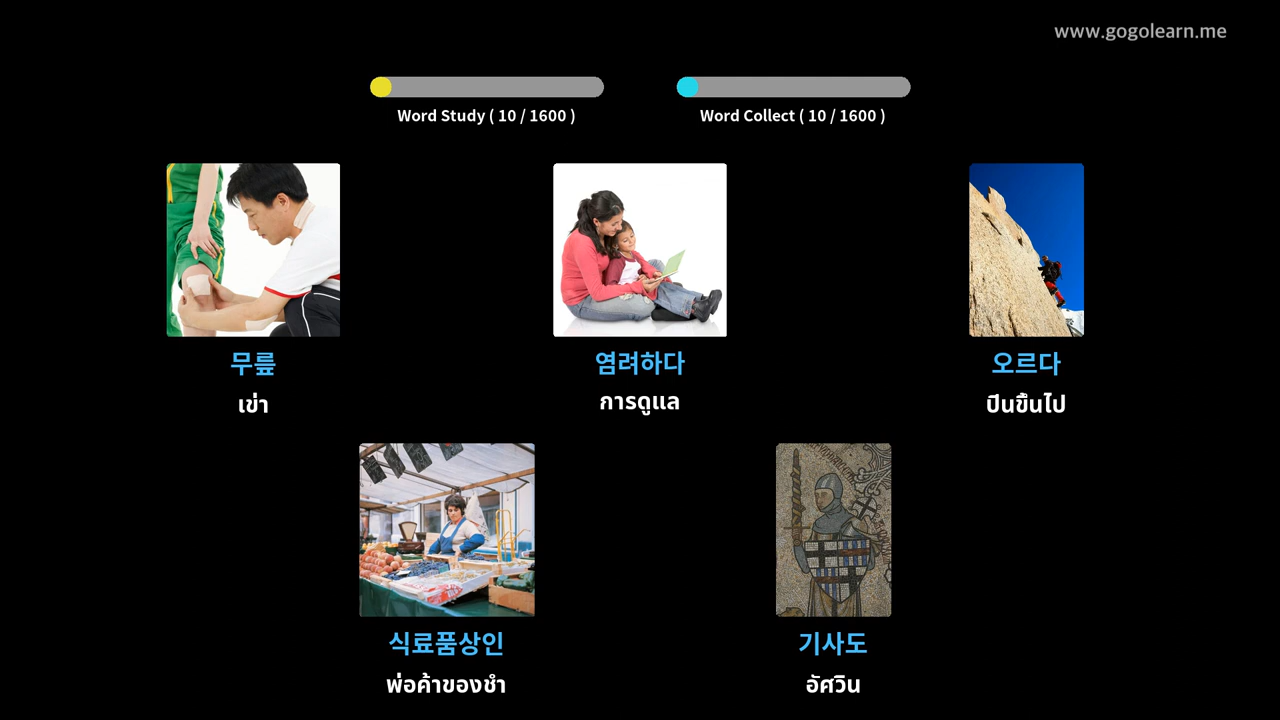 www.gogolearn.me
Word Study ( 10 / 1600 )
Word Collect ( 10 / 1600 )
무릎
염려하다
오르다
เข่า
การดูแล
ปีนขึ้นไป
식료품상인
기사도
พ่อค้าของชำ
อัศวิน